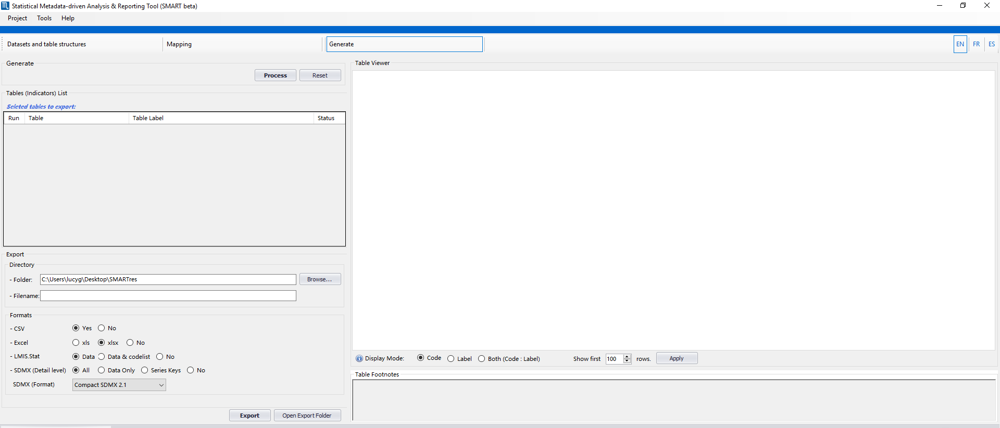 Statistical Metadata-driven Analysis & Reporting Tool (SMART beta)
Project Tools Help
Datasets and table structures Mapping Generate EN FR ES
Generate
Process Reset
Tables (Indicators) List
Seleted tables to export:
Run Table Table Label Status
Export
Directory
- Folder: C:\Users\lucyg\Desktop\SMARTres Browse...
- Filename:
Formats
- CSV Yes No
- Excel xls xlsx No
- LMIS.Stat Data Data & codelist No
- SDMX (Detail level) All Data Only Series Keys No
SDMX (Format) Compact SDMX 2.1
Export Open Export Folder
Table Viewer
Display Mode: Code Label Both (Code : Label) Show first 100 rows. Apply
Table Footnotes